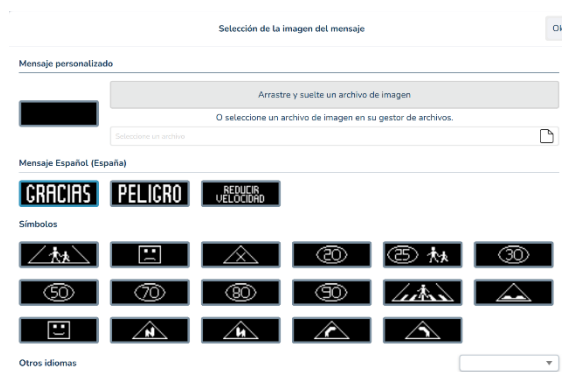 Selección de la imagen del mensaje
Ok
Mensaje personalizado
Arrastre y suelte un archivo de imagen
O seleccione un archivo de imagen en su gestor de archivos.
Seleccione un archivo
Mensaje Español (España)
GRACIAS PELIGRO REDUCIR
VELOCIDAD
Símbolos
20 25 30
50 70 80 90
Otros idiomas